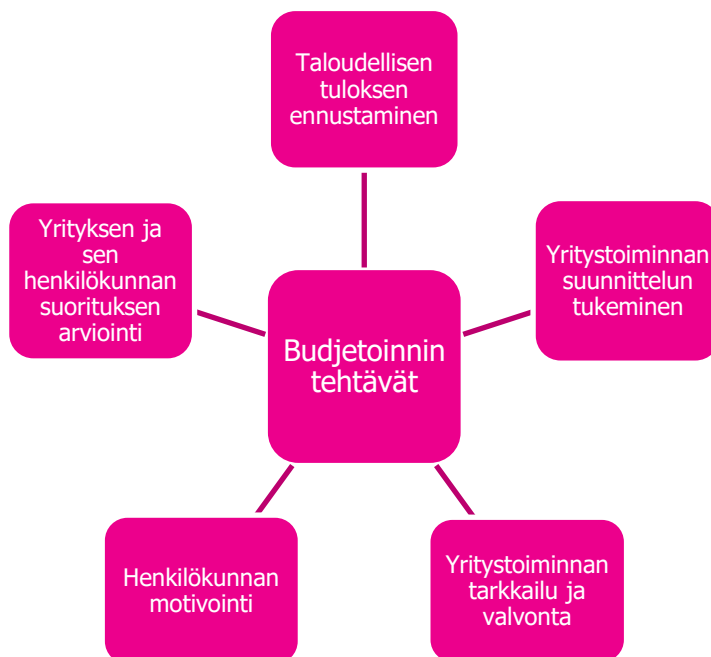 Taloudellisen
tuloksen
ennustaminen
Yrityksen ja
sen
henkilökunnan
suorituksen
arviointi
Yritystoiminnan
suunnittelun
tukeminen
Budjetoinnin
tehtävät
Henkilökunnan
motivointi
Yritystoiminnan
tarkkailu ja
valvonta